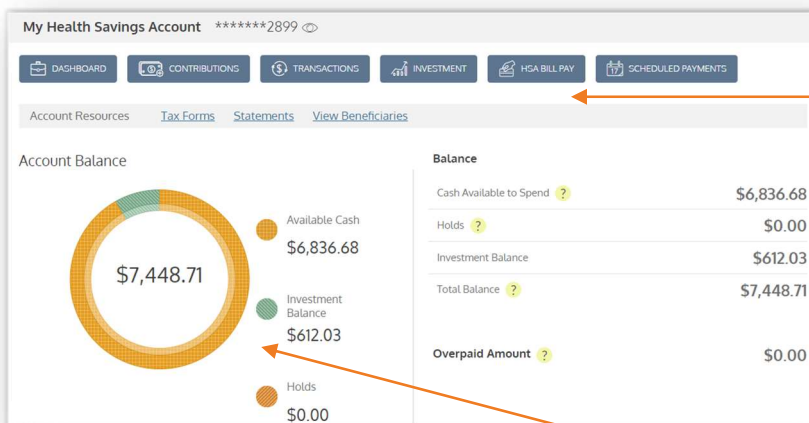 My Health Savings Account *******2899
DASHBOARD CONTRIBUTIONS TRANSACTIONS INVESTMENT HSA BILL PAY SCHEDULED PAYMENTS
Account Resources Tax Forms Statements View Beneficiaries
Account Balance
$7,448.71
Available Cash
$6,836.68
Investment
Balance
$612.03
Holds
$0.00
Balance
Cash Available to Spend ? $6,836.68
Holds ? $0.00
Investment Balance $612.03
Total Balance ? $7,448.71
Overpaid Amount ? $0.00